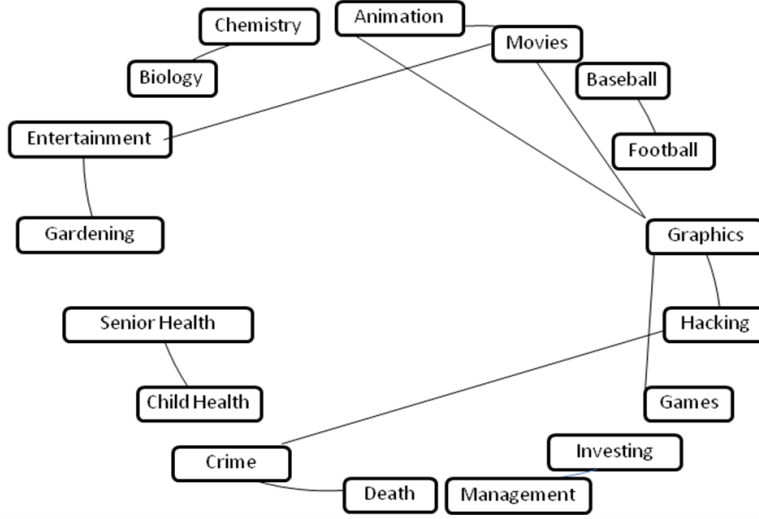 Animation
Chemistry
Movies
Biology
Baseball
Entertainment
Football
Gardening
Graphics
Senior Health
Hacking
Child Health
Games
Crime
Investing
Death
Management